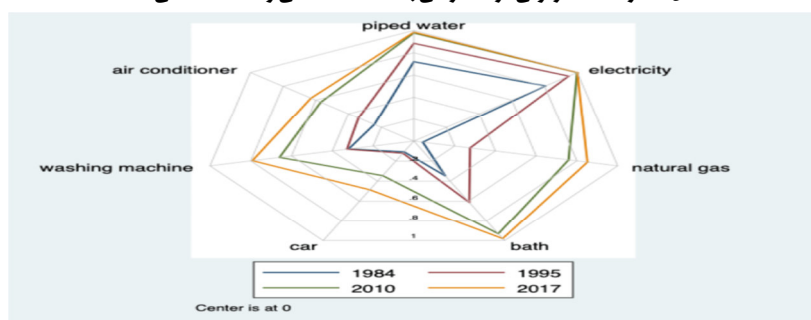 piped water
air conditioner
electricity
washing machine
natural gas
.2
.4
.6
.8
1
car
bath
1984
1995
2010
2017
Center is at 0